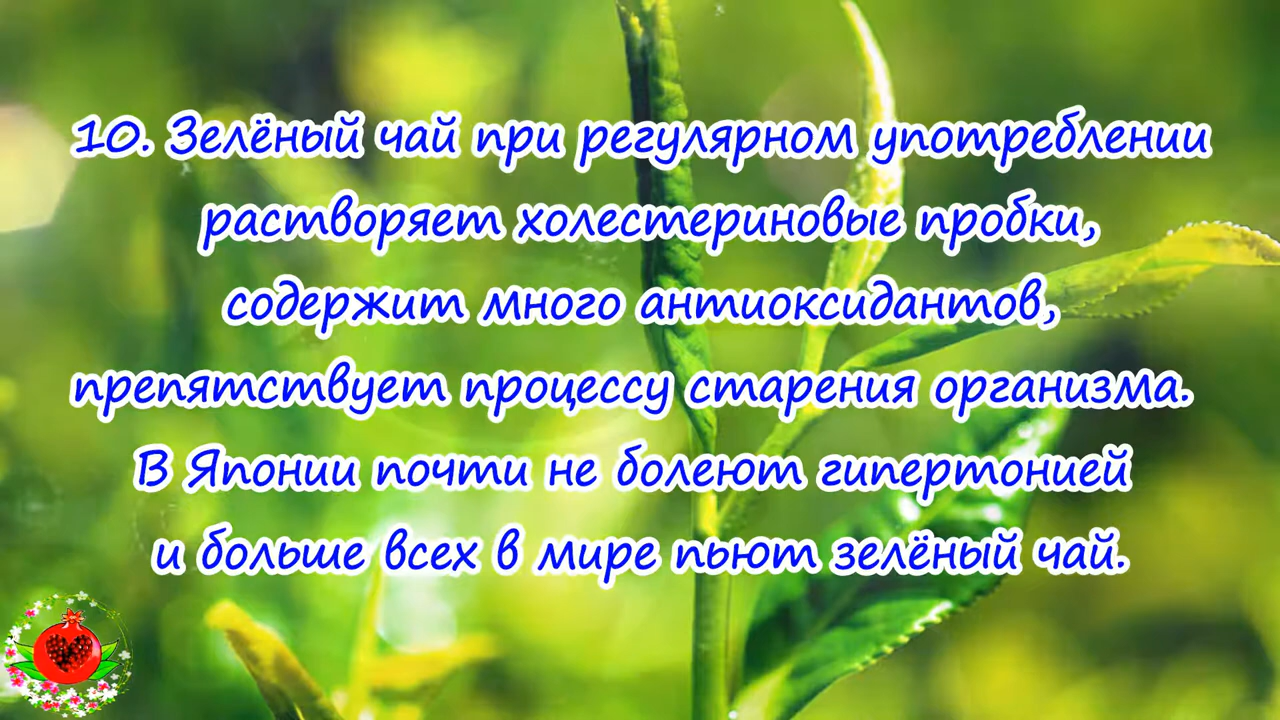 10. Зелёный чай при регулярном употреблении
растворяет холестериновые пробки,
содержит много антиоксидантов,
препятствует процессу старения организма.
В Японии почти не болеют гипертонией
и больше всех в мире пьют зелёный чай.